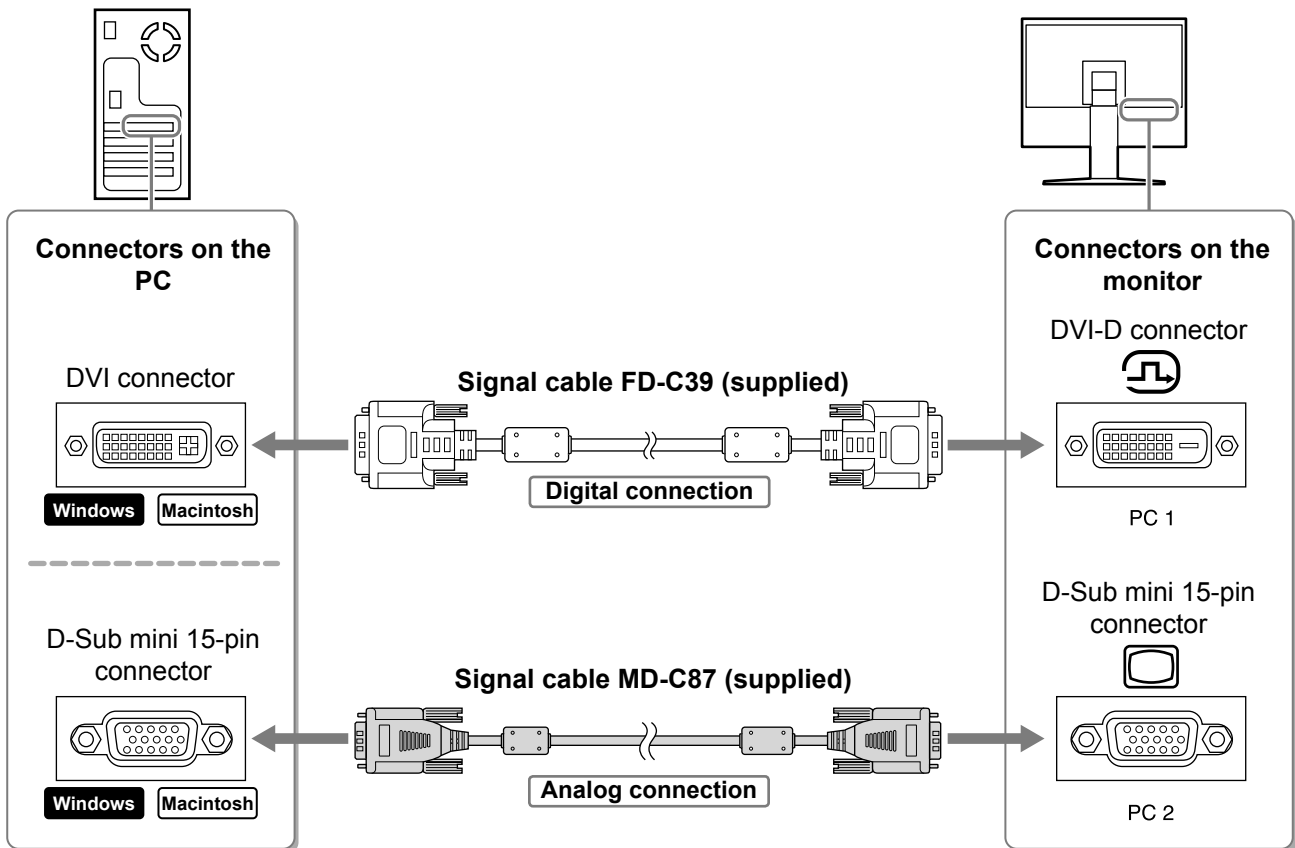 Connectors on the
PC
DVI connector
Windows Macintosh
D-Sub mini 15-pin
connector
Windows Macintosh
Signal cable FD-C39 (supplied)
Digital connection
Signal cable MD-C87 (supplied)
Analog connection
Connectors on the
monitor
DVI-D connector
PC 1
D-Sub mini 15-pin
connector
PC 2